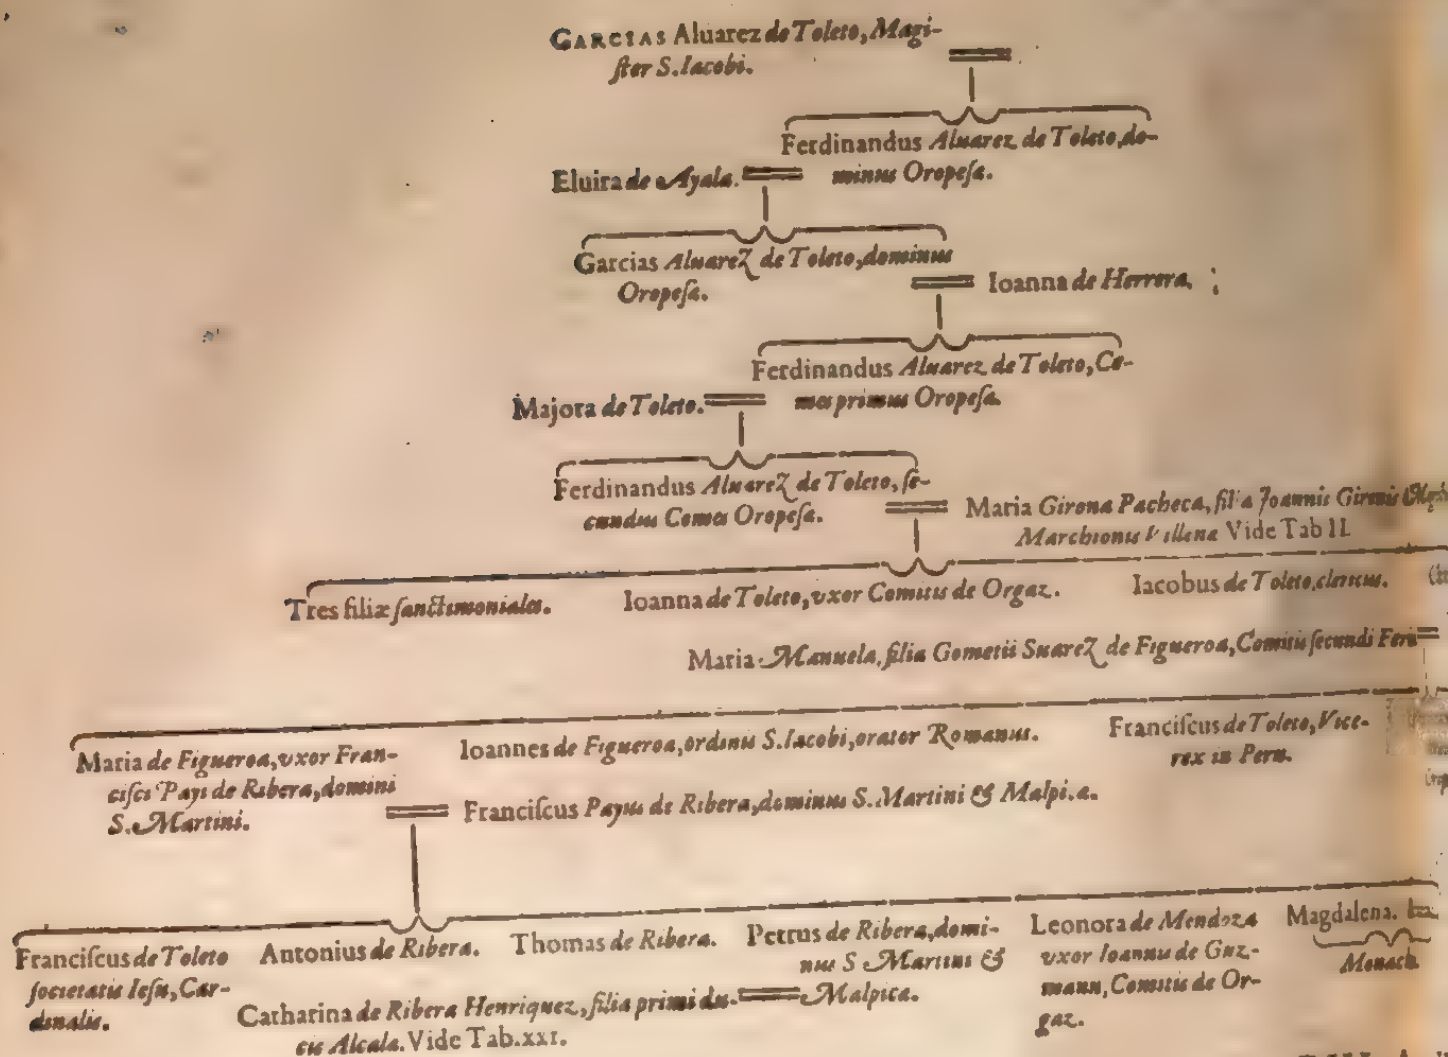 GARCIAS Aluarez de Toleto, Magi-
ſter S. Iacobi.
Ferdinandus Aluarez de Toleto, do-
minus Oropeſa.
Eluira de Ayala.
Garcias Aluarez de Toleto, dominus
Oropeſa.
Ioanna de Herrera.
Ferdinandus Aluarez de Toleto, Co-
mes primus Oropeſa.
Majora de Toleto.
Ferdinandus Aluarez de Toleto, ſe-
cundus Comes Oropeſa.
Maria Girona Pacheca, filia Joannis Gironis
Marchionis Villena Vide Tab II.
Tres filiæ ſanctimoniales.
Ioanna de Toleto, vxor Comitis de Orgaz.
Iacobus de Toleto, clericus.
Maria Manuela, filia Gometii Suarez de Figueroa, Comitis ſecundi Feria
Maria de Figueroa, vxor Fran-
ciſci Payi de Ribera, domini
S. Martini.
Ioannes de Figueroa, ordinis S. Iacobi, orator Romanus.
Franciſcus de Toleto, Vice-
rex in Peru.
Franciſcus Payus de Ribera, dominus S. Martini & Malpica.
Franciſcus de Toleto
ſocietatis Ieſu, Car-
dinalis.
Antonius de Ribera.
Thomas de Ribera.
Petrus de Ribera, domi-
nus S Martini &
Malpica.
Catharina de Ribera Henriquez, filia primi du-
cis Alcala. Vide Tab. XXI.
Leonora de Mendoza
vxor Ioannis de Guz-
mann, Comitis de Or-
gaz.
Magdalena.
Monach.